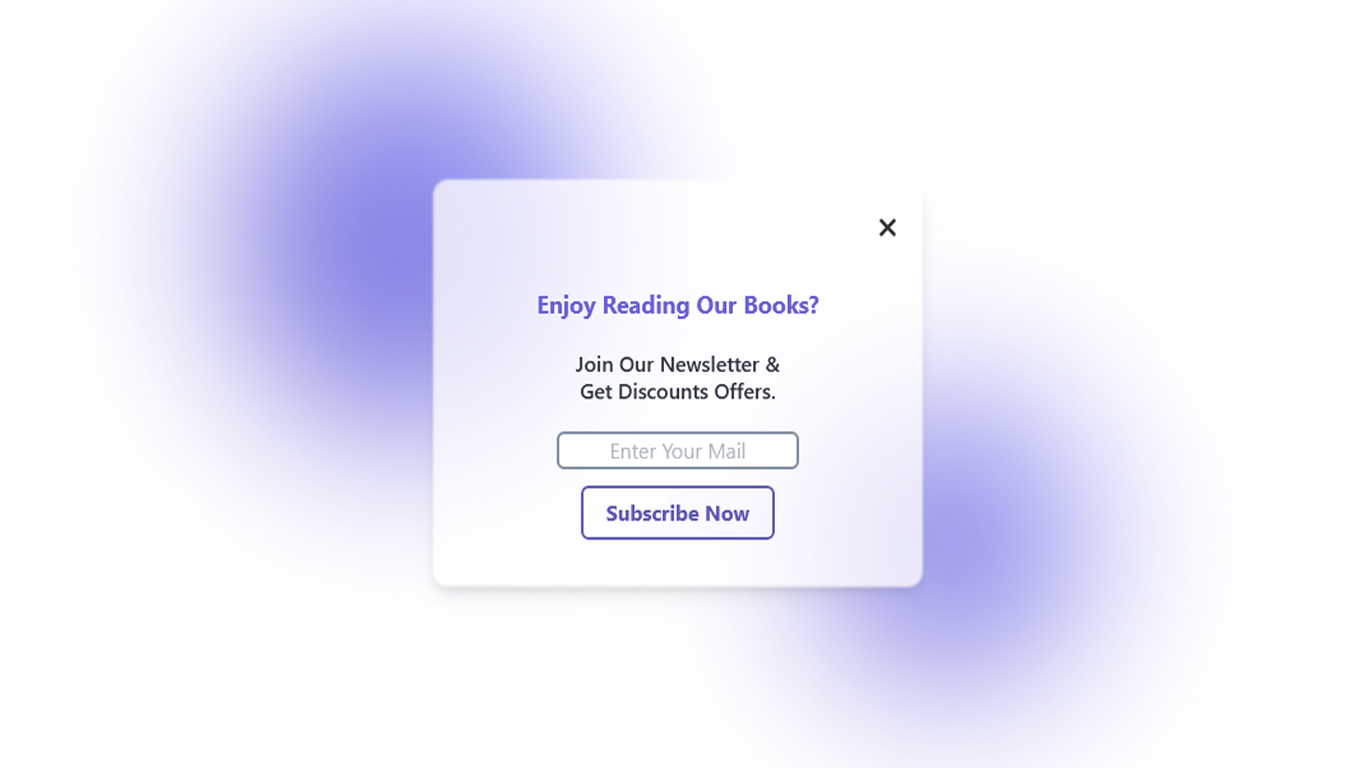 Enjoy Reading Our Books?
Join Our Newsletter &
Get Discounts Offers.
Enter Your Mail
Subscribe Now